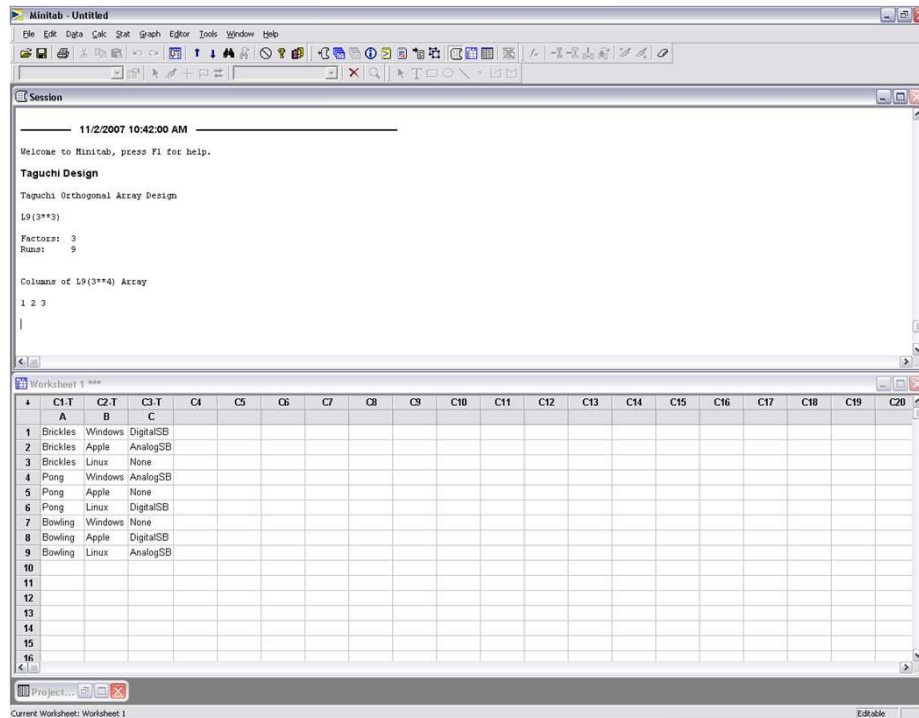 Minitab - Untitled
File Edit Data Calc Stat Graph Editor Tools Window Help
Session
11/2/2007 10:42:00 AM
Welcome to Minitab, press F1 for help.
Taguchi Design
Taguchi Orthogonal Array Design
L9(3**3)
Factors: 3
Runs: 9
Columns of L9(3**4) Array
1 2 3
Worksheet 1 ***
C1-T C2-T C3-T C4 C5 C6 C7 C8 C9 C10 C11 C12 C13 C14 C15 C16 C17 C18 C19 C20
A B C
1 Brickles Windows DigitalSB
2 Brickles Apple AnalogSB
3 Brickles Linux None
4 Pong Windows AnalogSB
5 Pong Apple None
6 Pong Linux DigitalSB
7 Bowling Windows None
8 Bowling Apple DigitalSB
9 Bowling Linux AnalogSB
10
11
12
13
14
15
16
Project...
Current Worksheet: Worksheet 1 Editable